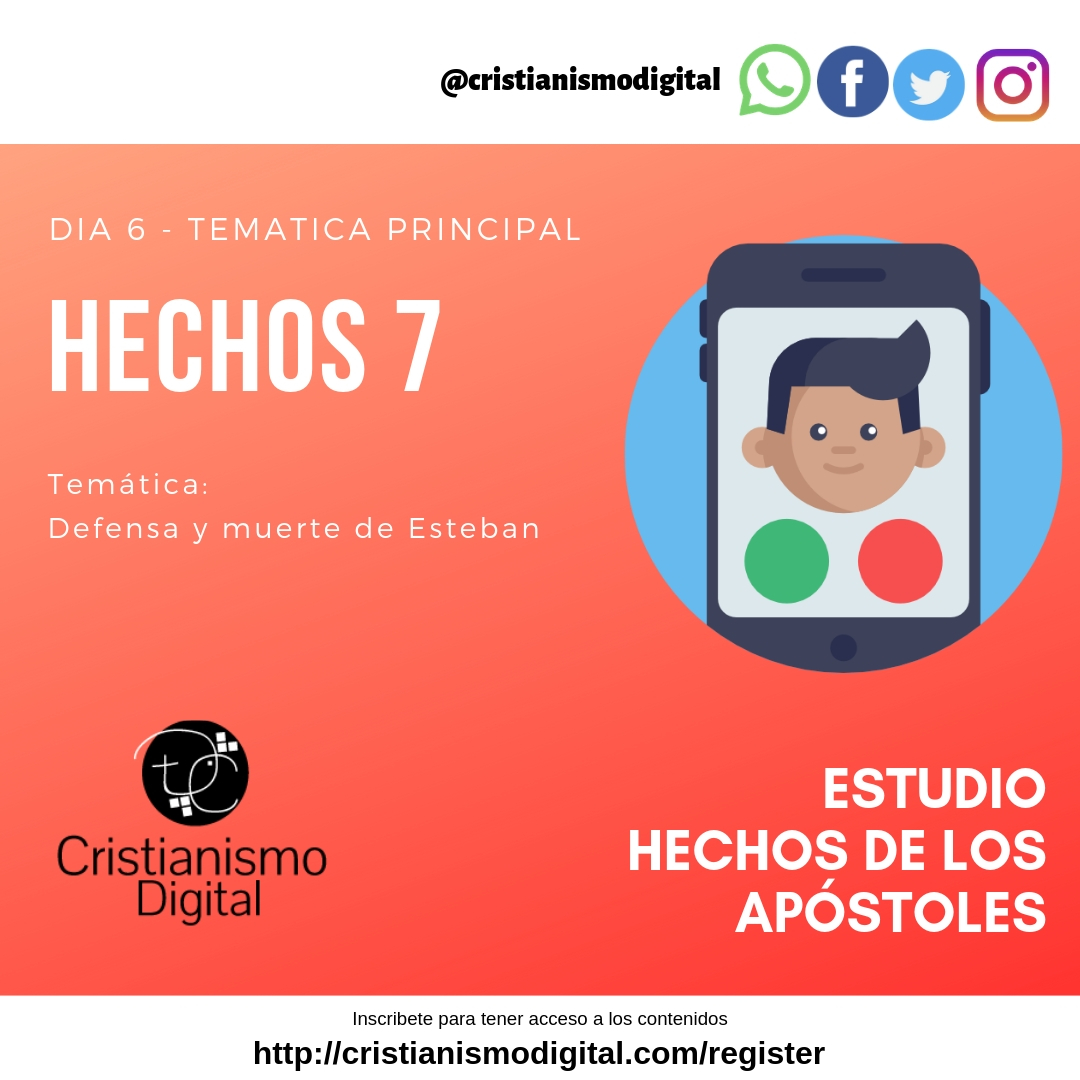 @cristianismodigital
DIA 6 - TEMATICA PRINCIPAL
HECHOS 7
Temática:
Defensa y muerte de Esteban
Cristianismo
Digital
ESTUDIO
HECHOS DE LOS
APÓSTOLES
Inscribete para tener acceso a los contenidos
http://cristianismodigital.com/register